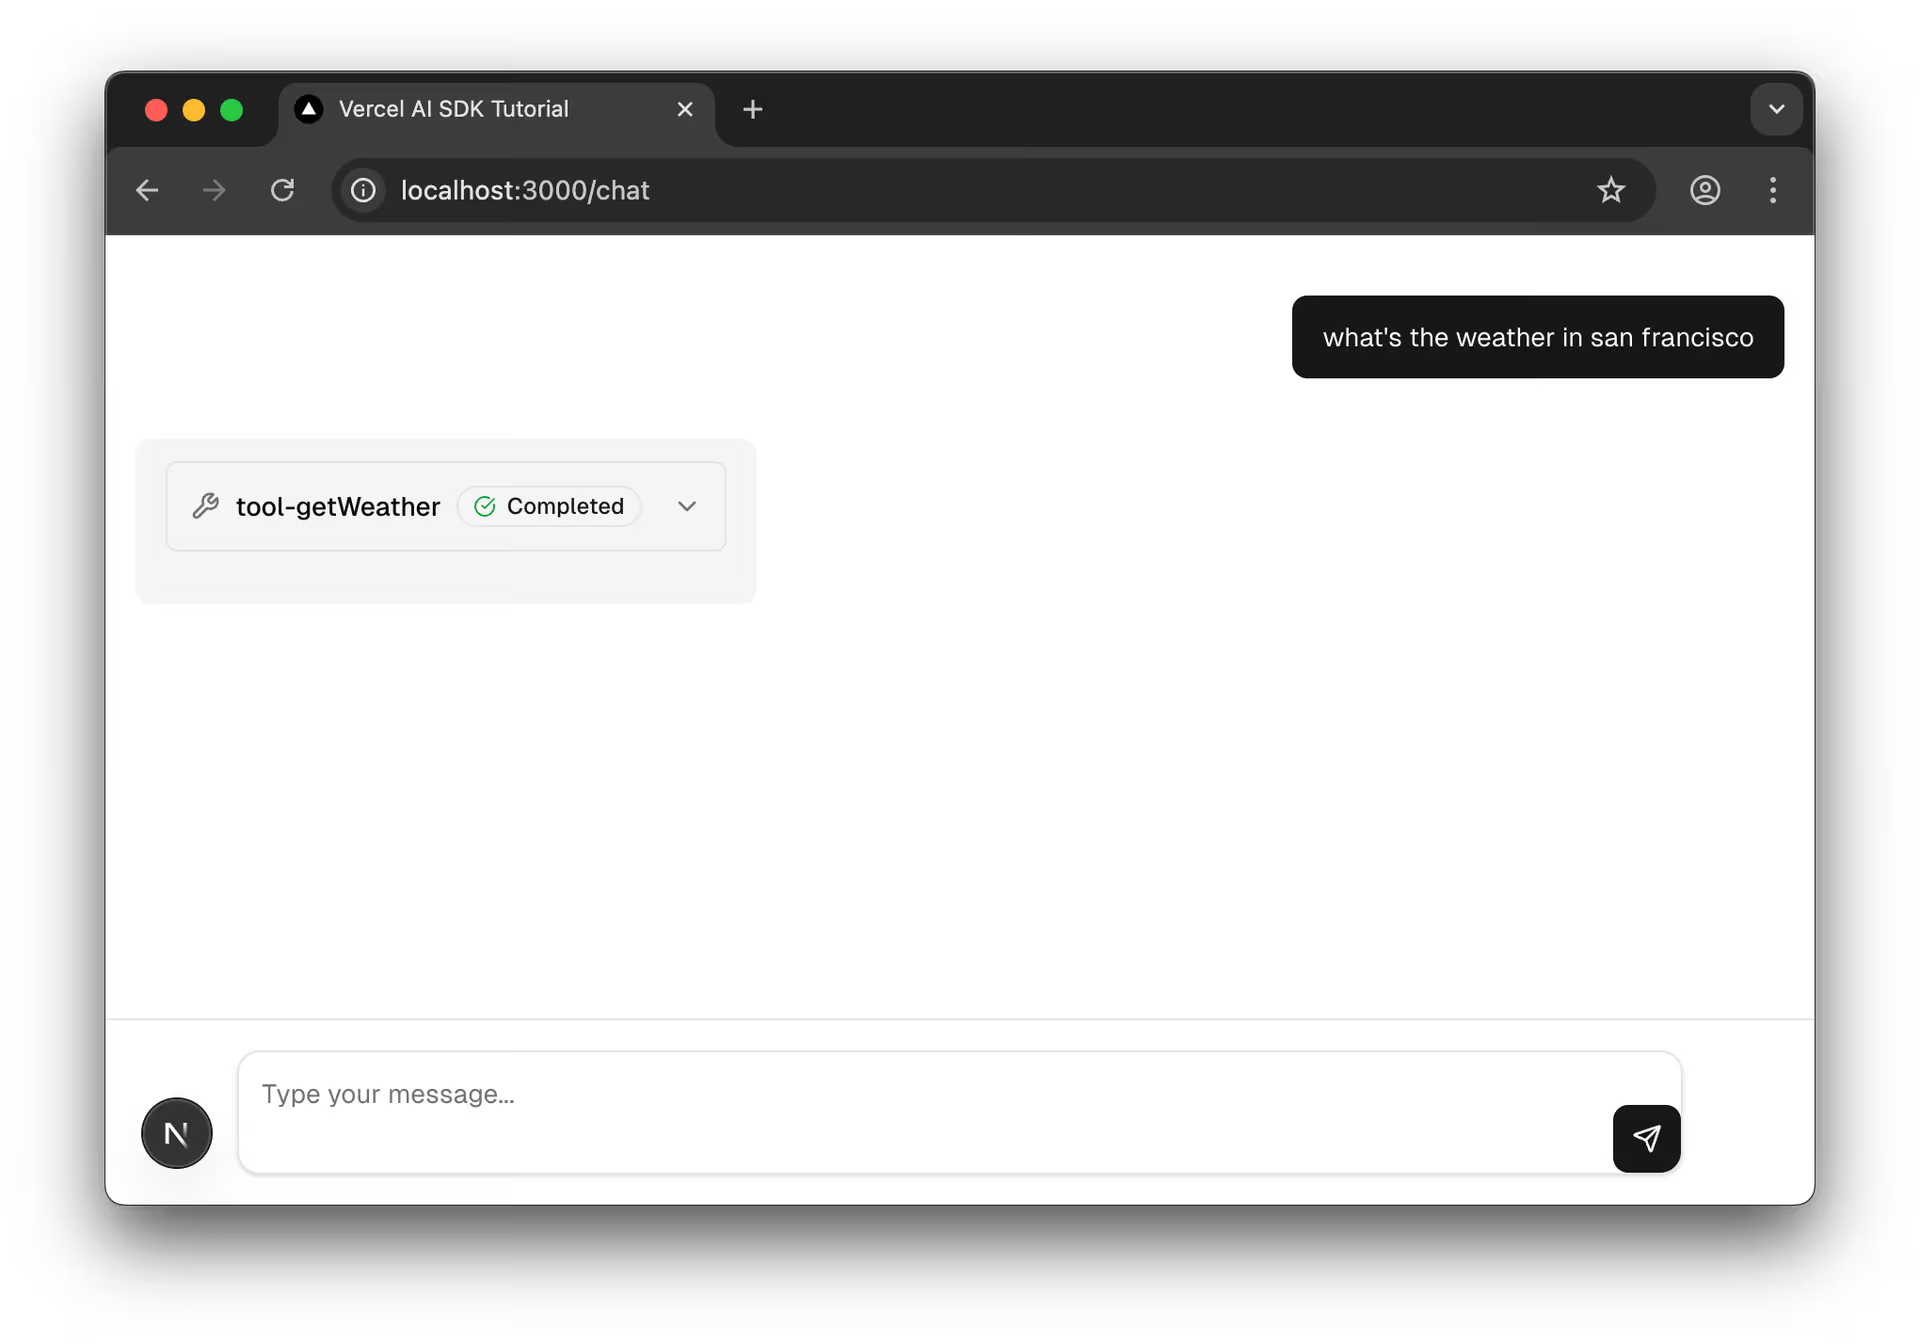 Vercel AI SDK Tutorial
localhost:3000/chat
what's the weather in san francisco
tool-getWeather Completed
Type your message...
N